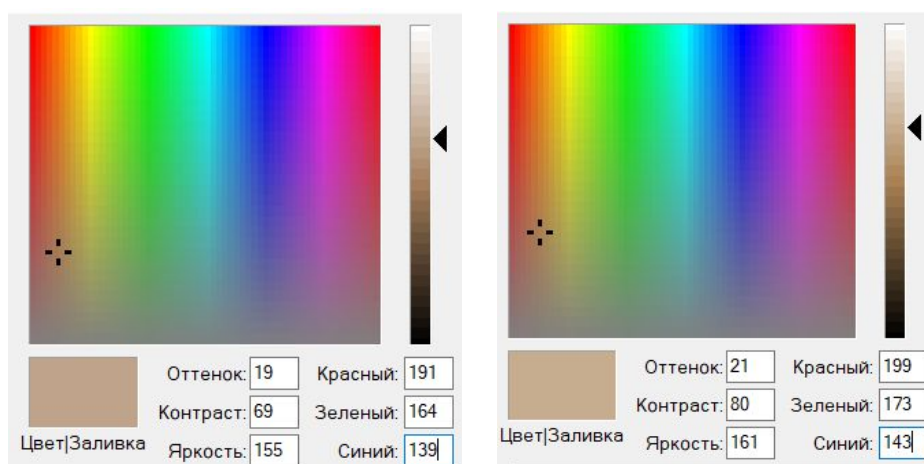 Оттенок: 19 Красный: 191
Контраст: 69 Зеленый: 164
Цвет|Заливка
Яркость: 155 Синий: 139
Оттенок: 21 Красный: 199
Контраст: 80 Зеленый: 173
Цвет|Заливка
Яркость: 161 Синий: 143